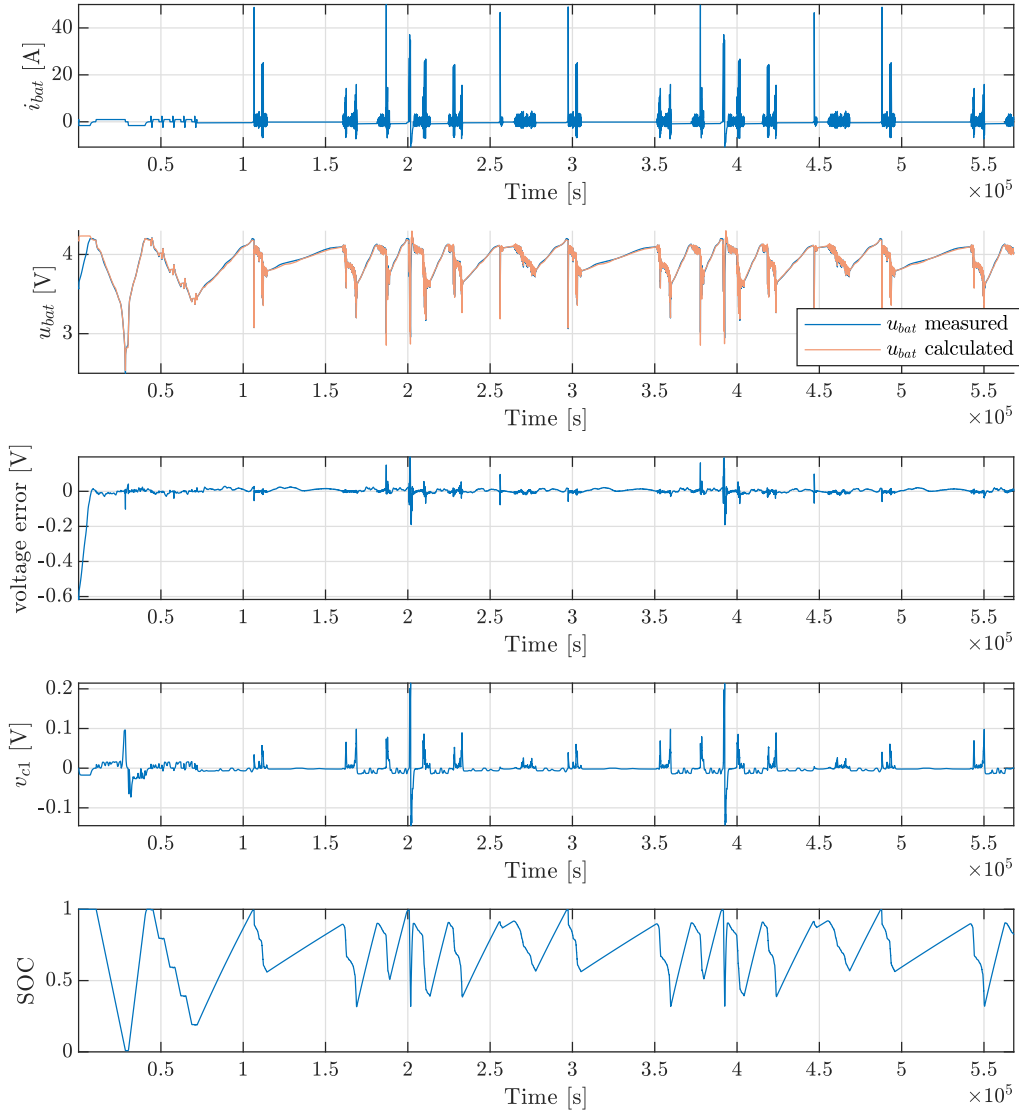 i_bat [A]
40
20
0
0.5 1 1.5 2 2.5 3 3.5 4 4.5 5 5.5
Time [s]
×10^5
u_bat [V]
4
3
u_bat measured
u_bat calculated
0.5 1 1.5 2 2.5 3 3.5 4 4.5 5 5.5
Time [s]
×10^5
voltage error [V]
0
-0.2
-0.4
-0.6
0.5 1 1.5 2 2.5 3 3.5 4 4.5 5 5.5
Time [s]
×10^5
v_c1 [V]
0.2
0.1
0
-0.1
0.5 1 1.5 2 2.5 3 3.5 4 4.5 5 5.5
Time [s]
×10^5
SOC
1
0.5
0
0.5 1 1.5 2 2.5 3 3.5 4 4.5 5 5.5
Time [s]
×10^5